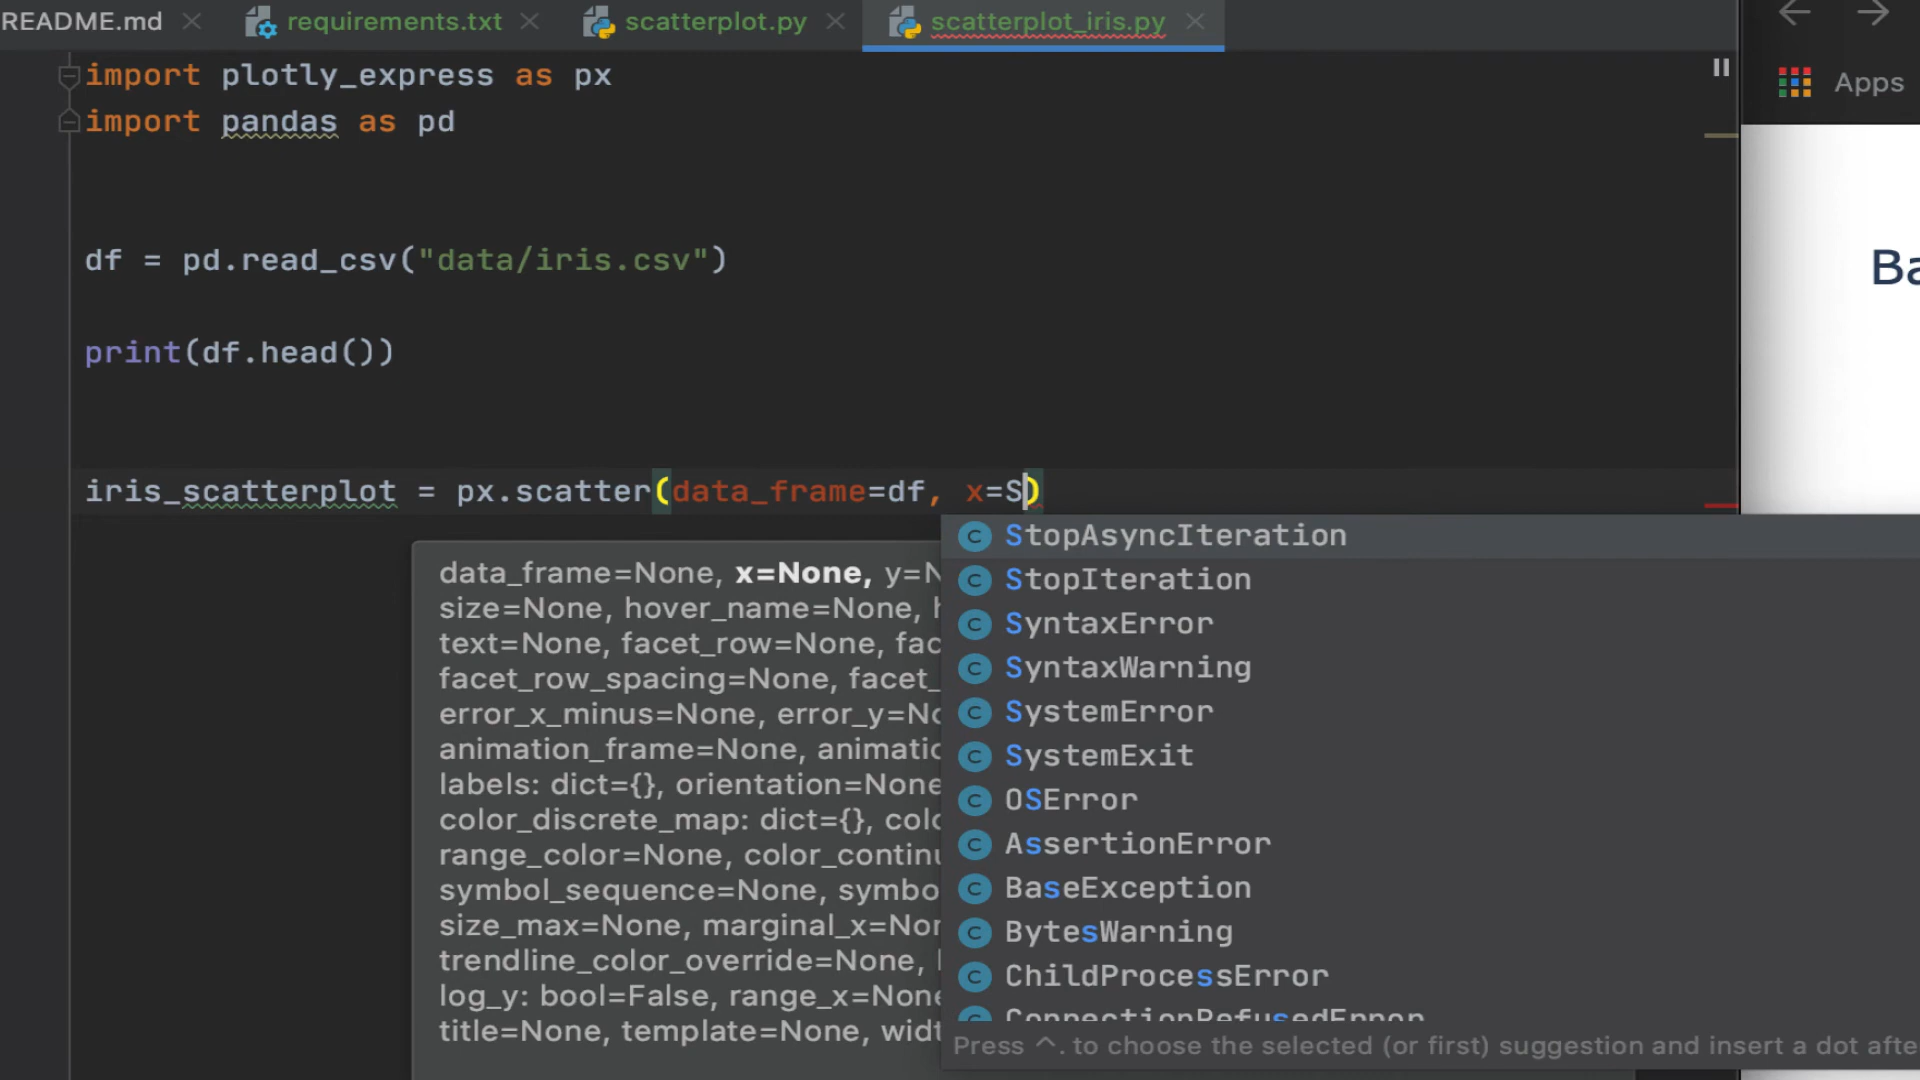 README.md requirements.txt scatterplot.py scatterplot_iris.py
Apps
import plotly_express as px
import pandas as pd
df = pd.read_csv("data/iris.csv")
Ba
print(df.head())
iris_scatterplot = px.scatter(data_frame=df, x=S)
data_frame=None, x=None, y=N
size=None, hover_name=None, h
text=None, facet_row=None, fac
facet_row_spacing=None, facet_
error_x_minus=None, error_y=No
animation_frame=None, animatio
labels: dict={}, orientation=None
color_discrete_map: dict={}, colo
range_color=None, color_continu
symbol_sequence=None, symbo
size_max=None, marginal_x=Non
trendline_color_override=None,
log_y: bool=False, range_x=None
title=None, template=None, widt
StopAsyncIteration
StopIteration
SyntaxError
SyntaxWarning
SystemError
SystemExit
OSError
AssertionError
BaseException
BytesWarning
ChildProcessError
ConnectionRefusedError
Press ^. to choose the selected (or first) suggestion and insert a dot afte